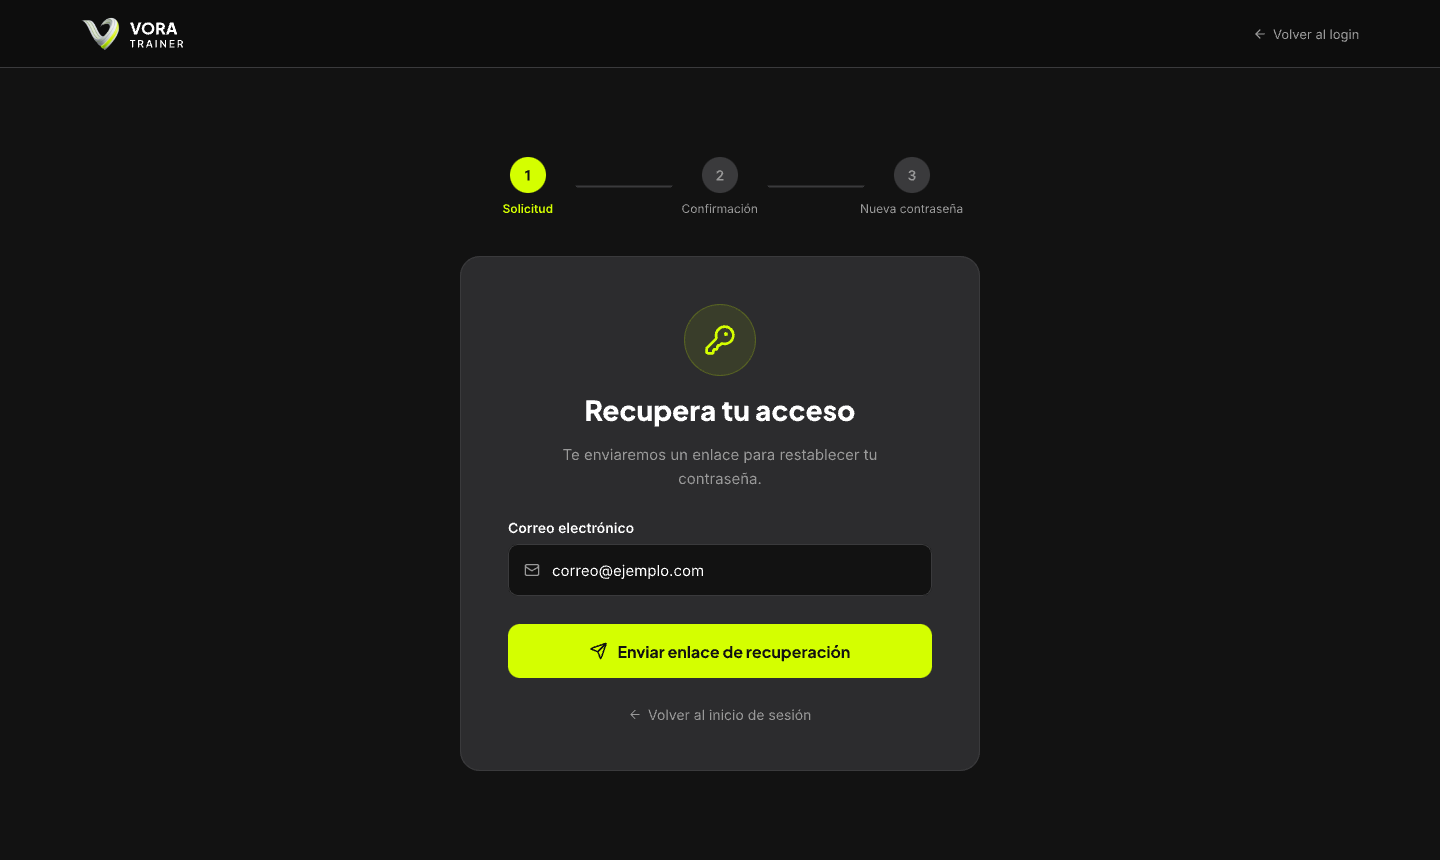 VORA
TRAINER
← Volver al login
1
2
3
Solicitud
Confirmación
Nueva contraseña
Recupera tu acceso
Te enviaremos un enlace para restablecer tu
contraseña.
Correo electrónico
correo@ejemplo.com
Enviar enlace de recuperación
← Volver al inicio de sesión